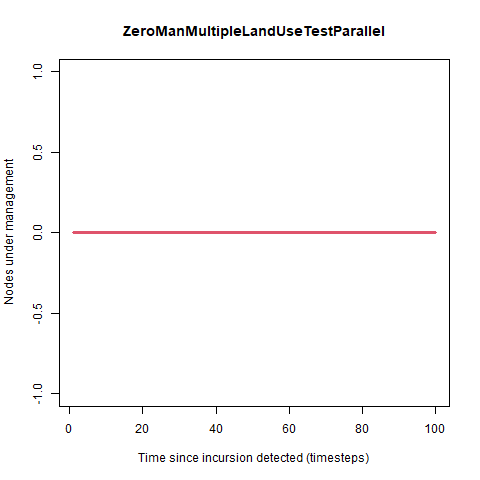 ZeroManMultipleLandUseTestParallel
Nodes under management
1.0
0.5
0.0
-0.5
-1.0
0 20 40 60 80 100
Time since incursion detected (timesteps)